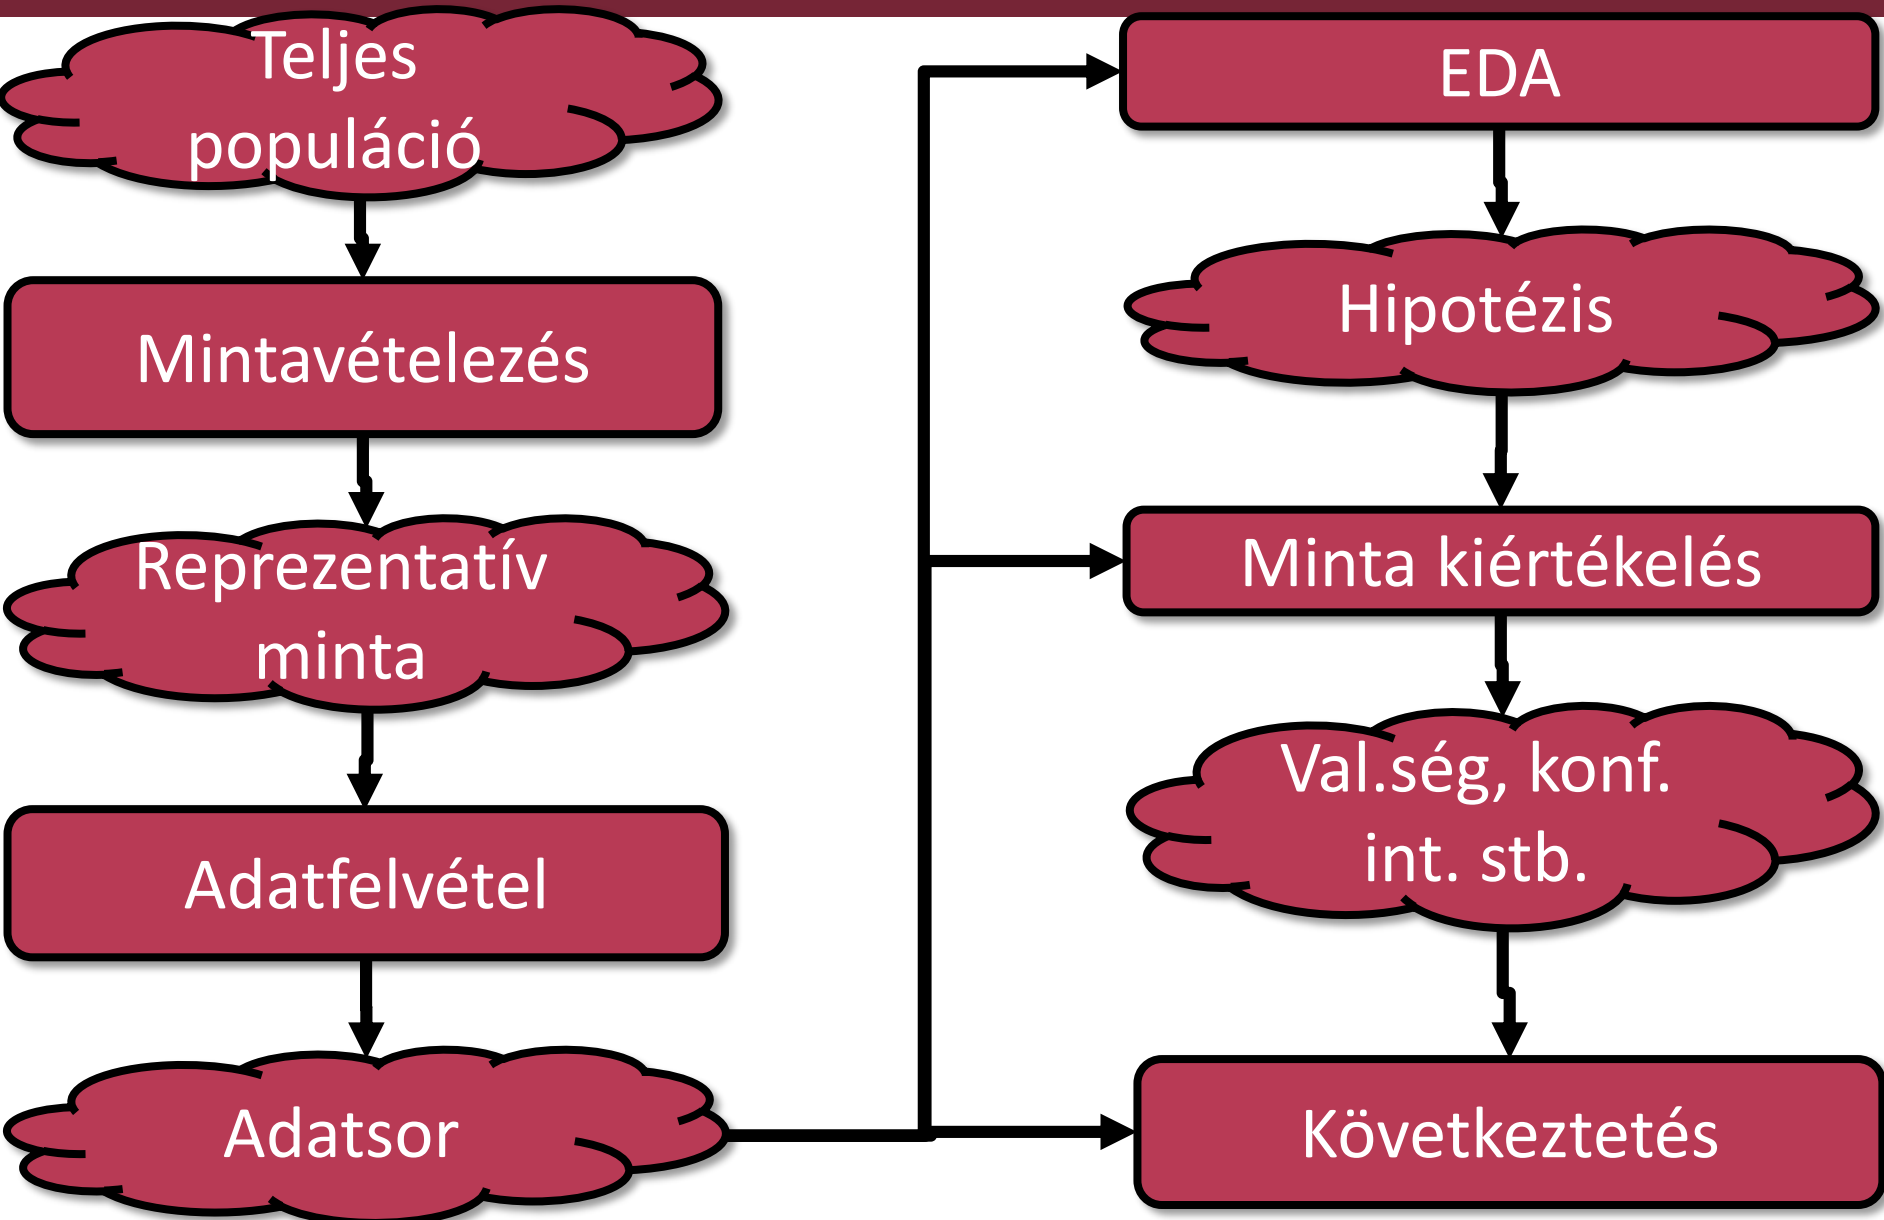 Teljes
populáció
Mintavételezés
Reprezentatív
minta
Adatfelvétel
Adatsor
EDA
Hipotézis
Minta kiértékelés
Val.ség, konf.
int. stb.
Következtetés